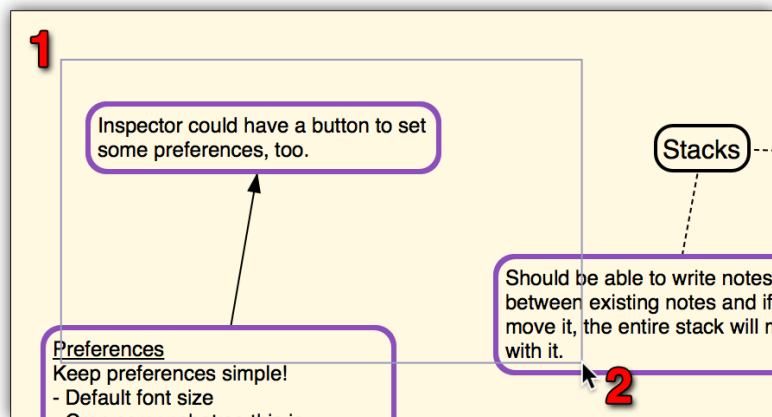 1
Inspector could have a button to set
some preferences, too.
Stacks
Should be able to write notes
between existing notes and if
move it, the entire stack will
with it.
Preferences
Keep preferences simple!
- Default font size
2